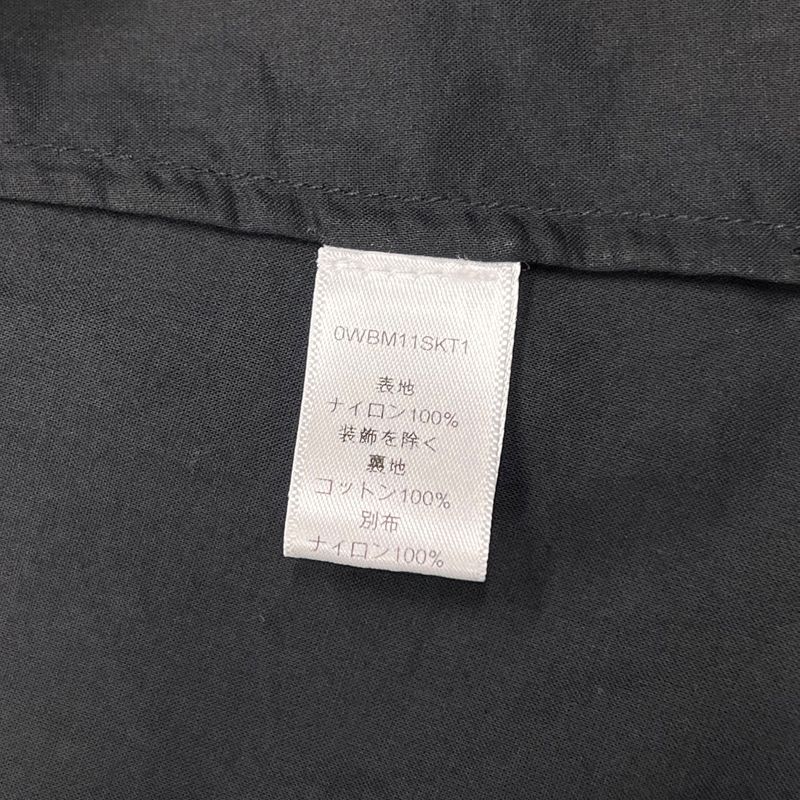 0WBM11SKT1
表地
ナイロン100%
装飾を除く
裏地
コットン100%
別布
ナイロン100%